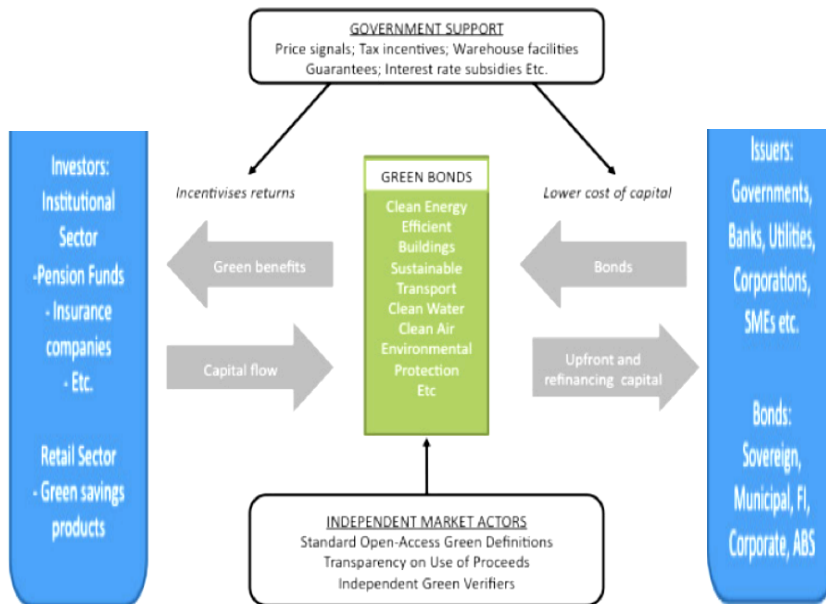 GOVERNMENT SUPPORT
Price signals; Tax incentives; Warehouse facilities
Guarantees; Interest rate subsidies Etc.
Investors:
Institutional
Sector
-Pension Funds
- Insurance
companies
- Etc.
Retail Sector
- Green savings
products
Incentivises returns
Green benefits
Capital flow
GREEN BONDS
Clean Energy
Efficient
Buildings
Sustainable
Transport
Clean Water
Clean Air
Environmental
Protection
Etc
Lower cost of capital
Bonds
Upfront and
refinancing capital
Issuers:
Governments,
Banks, Utilities,
Corporations,
SMEs etc.
Bonds:
Sovereign,
Municipal, FI,
Corporate, ABS
INDEPENDENT MARKET ACTORS
Standard Open-Access Green Definitions
Transparency on Use of Proceeds
Independent Green Verifiers